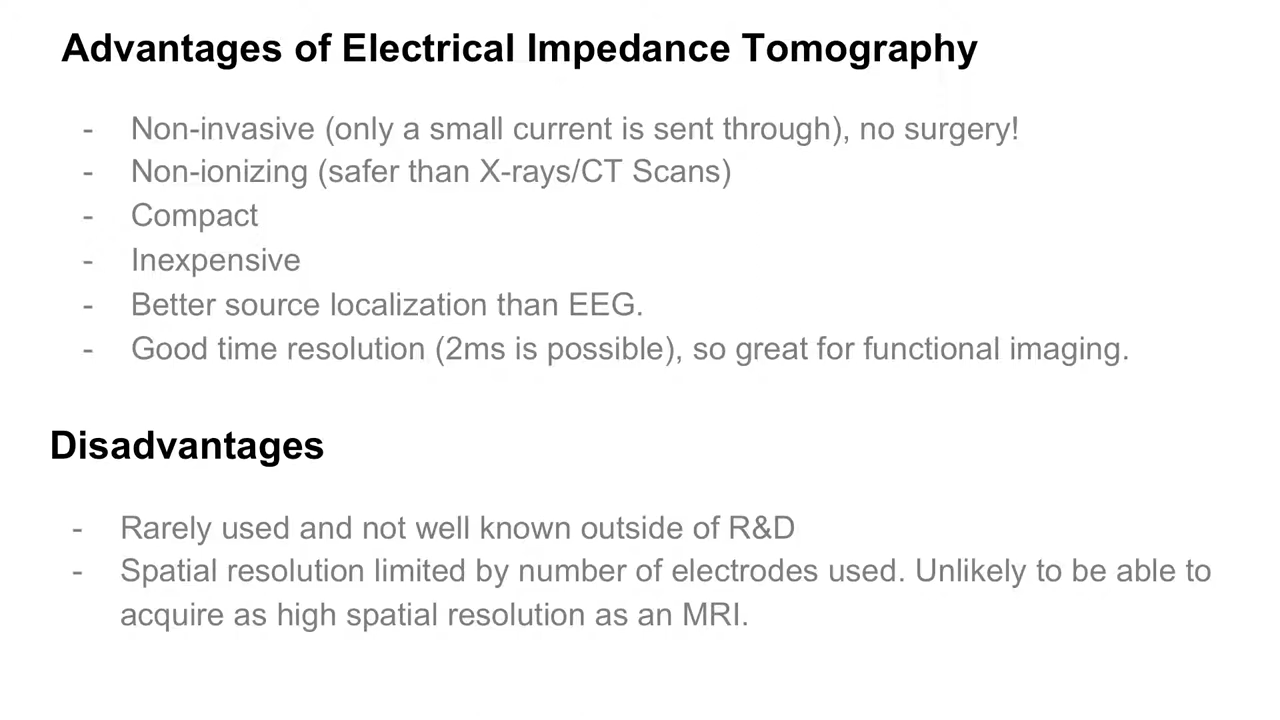 Advantages of Electrical Impedance Tomography
- Non-invasive (only a small current is sent through), no surgery!
- Non-ionizing (safer than X-rays/CT Scans)
- Compact
- Inexpensive
- Better source localization than EEG.
- Good time resolution (2ms is possible), so great for functional imaging.
Disadvantages
- Rarely used and not well known outside of R&D
- Spatial resolution limited by number of electrodes used. Unlikely to be able to
acquire as high spatial resolution as an MRI.